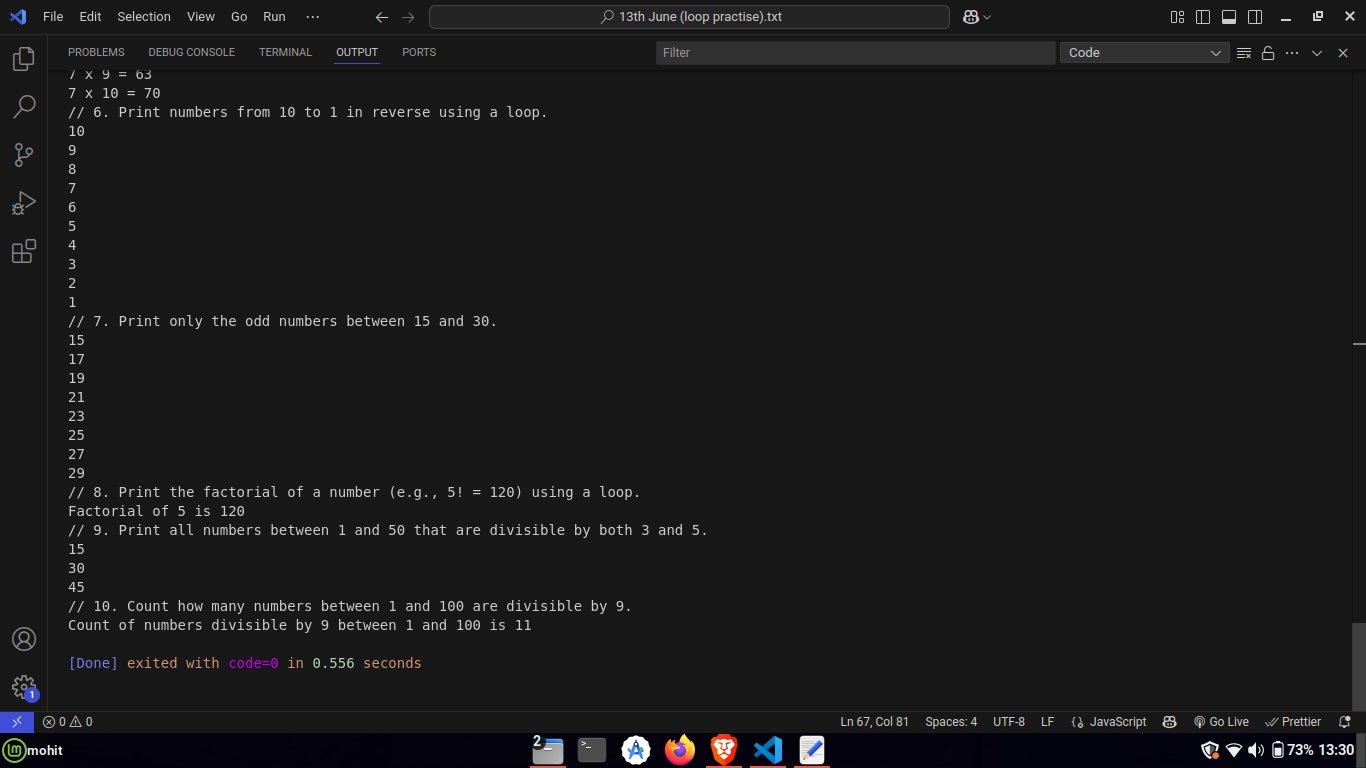 File Edit Selection View Go Run ··· 13th June (loop practise).txt
PROBLEMS DEBUG CONSOLE TERMINAL OUTPUT PORTS Filter Code
7 x 9 = 63
7 x 10 = 70
// 6. Print numbers from 10 to 1 in reverse using a loop.
10
9
8
7
6
5
4
3
2
1
// 7. Print only the odd numbers between 15 and 30.
15
17
19
21
23
25
27
29
// 8. Print the factorial of a number (e.g., 5! = 120) using a loop.
Factorial of 5 is 120
// 9. Print all numbers between 1 and 50 that are divisible by both 3 and 5.
15
30
45
// 10. Count how many numbers between 1 and 100 are divisible by 9.
Count of numbers divisible by 9 between 1 and 100 is 11
[Done] exited with code=0 in 0.556 seconds
1
0 0 Ln 67, Col 81 Spaces: 4 UTF-8 LF JavaScript Go Live Prettier
mohit 2 73% 13:30